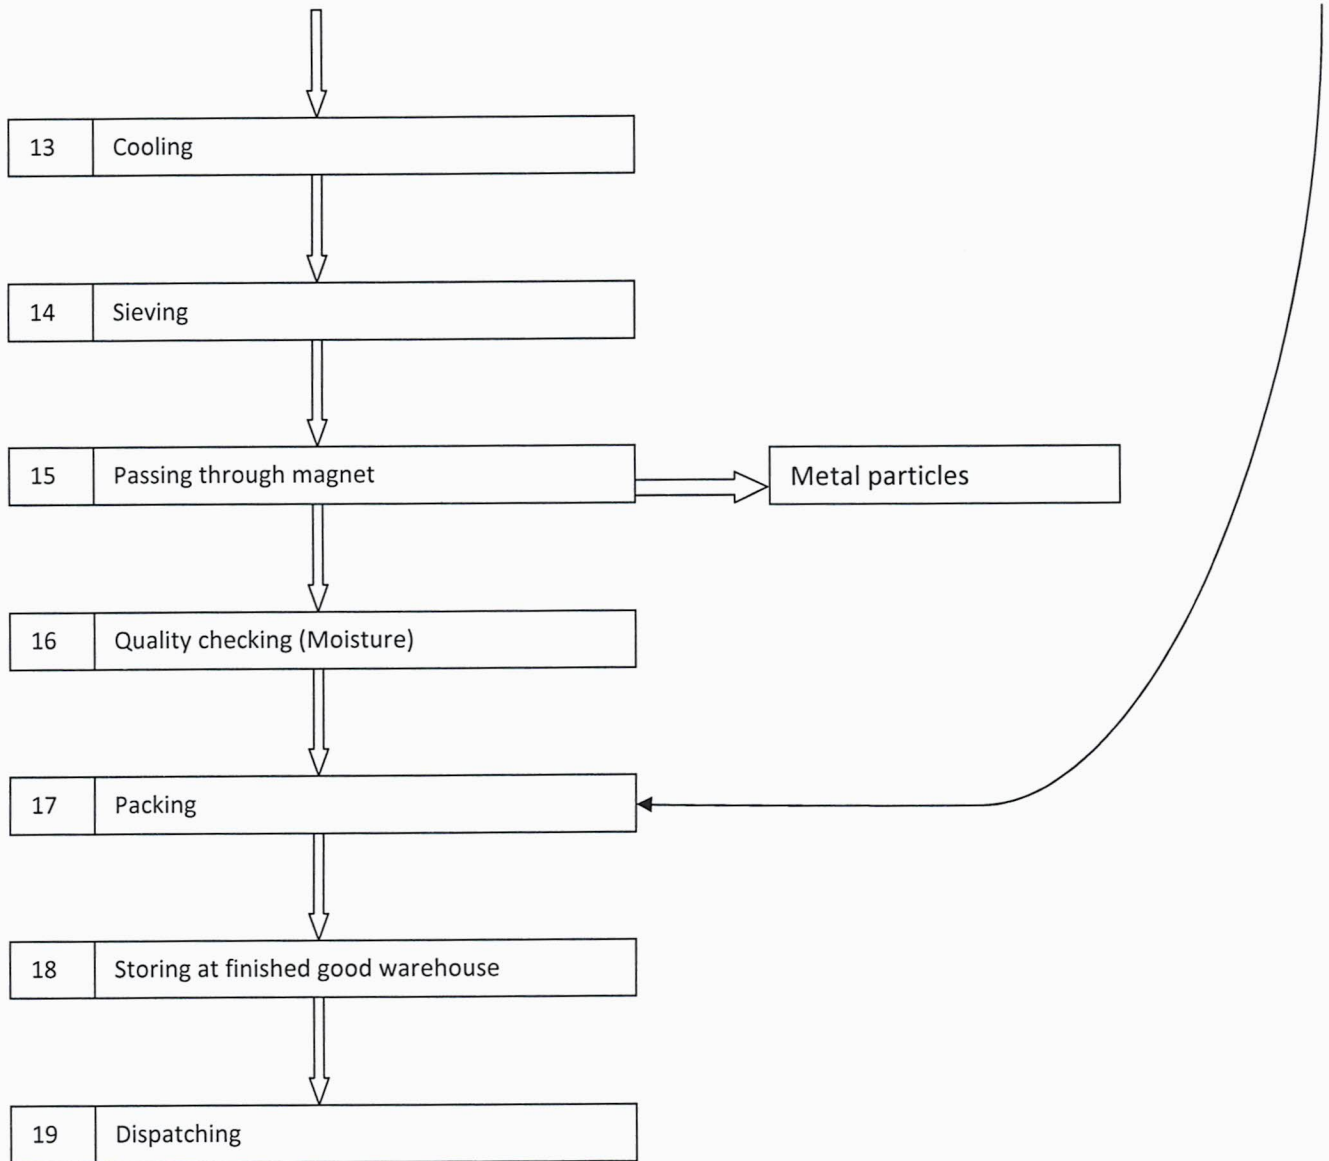 13 Cooling
14 Sieving
15 Passing through magnet
Metal particles
16 Quality checking (Moisture)
17 Packing
18 Storing at finished good warehouse
19 Dispatching